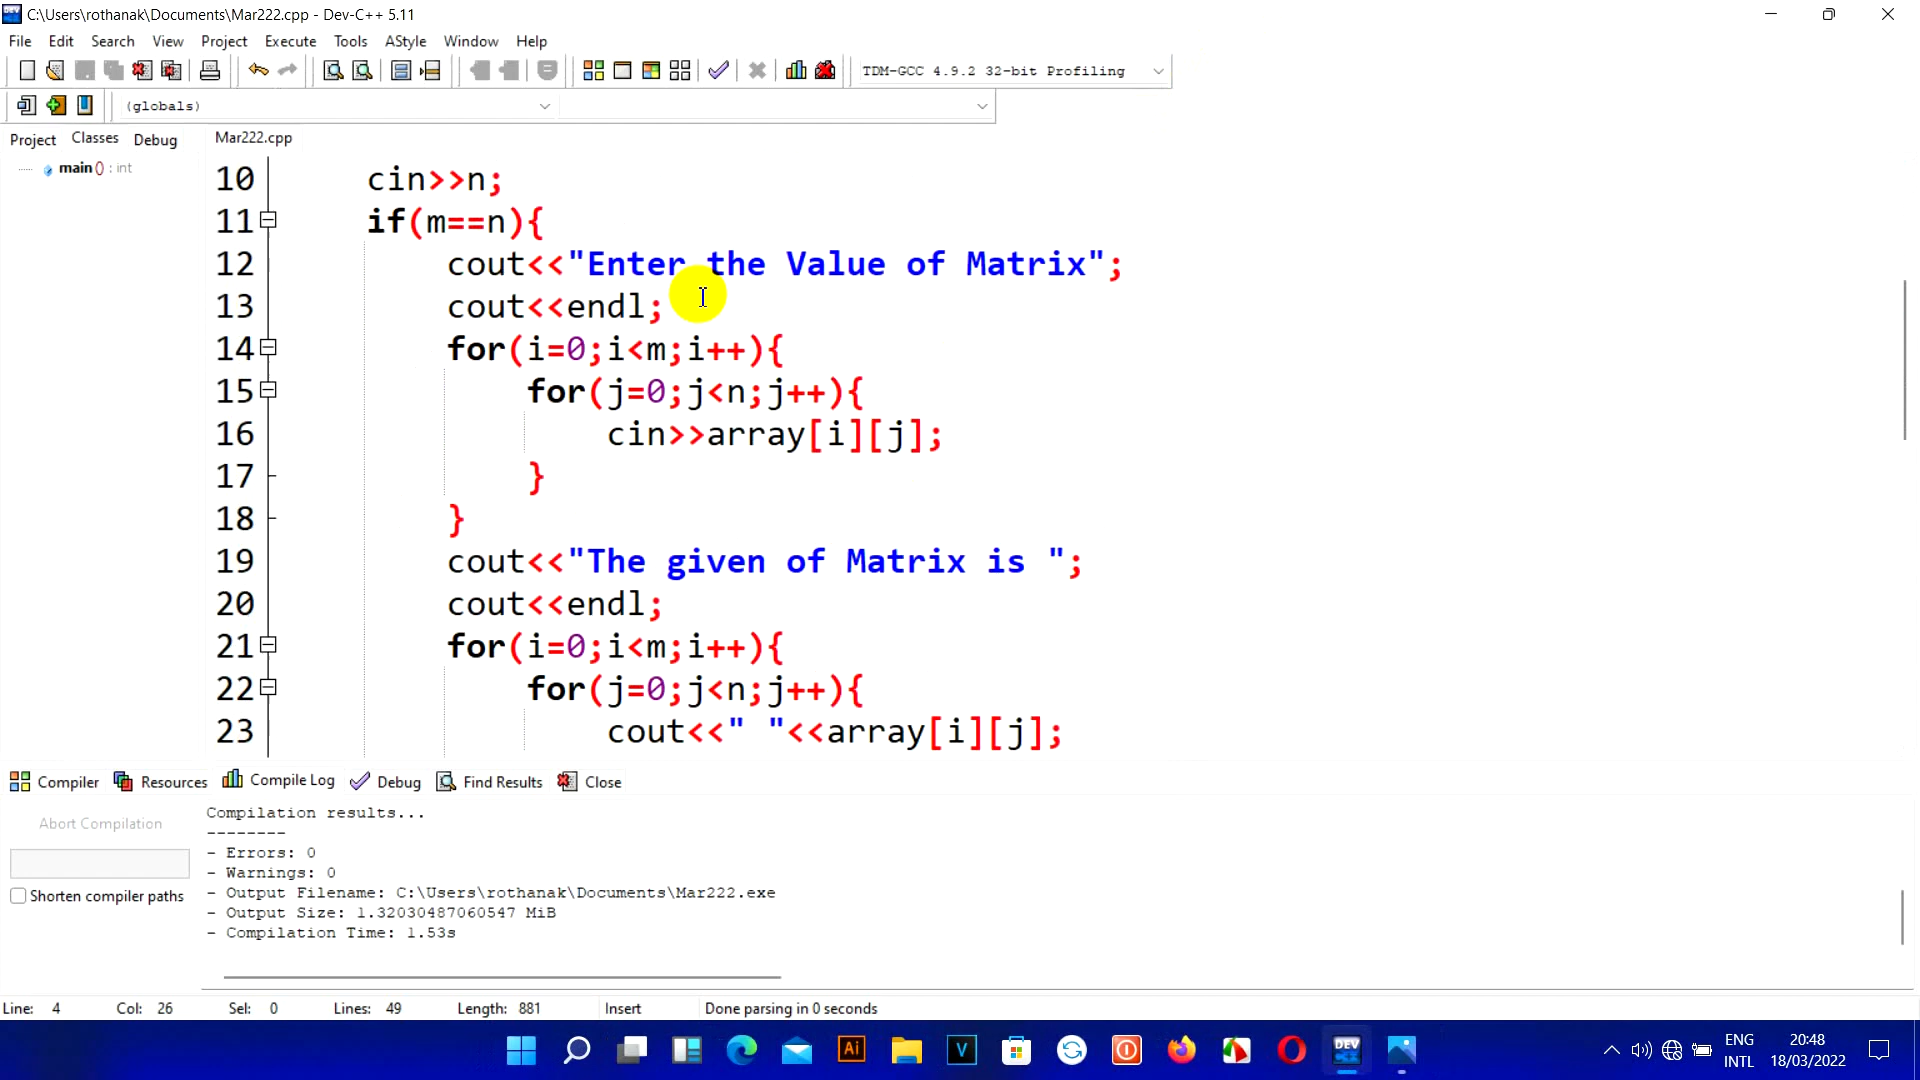 C:\Users\rothanak\Documents\Mar222.cpp - Dev-C++ 5.11
File Edit Search View Project Execute Tools AStyle Window Help
TDM-GCC 4.9.2 32-bit Profiling
(globals)
Project Classes Debug
Mar222.cpp
main () : int
10 cin>>n;
11 if(m==n){
12 cout<<"Enter the Value of Matrix";
13 cout<<endl;
14 for(i=0;i<m;i++){
15 for(j=0;j<n;j++){
16 cin>>array[i][j];
17 }
18 }
19 cout<<"The given of Matrix is ";
20 cout<<endl;
21 for(i=0;i<m;i++){
22 for(j=0;j<n;j++){
23 cout<<" "<<array[i][j];
Compiler Resources Compile Log Debug Find Results Close
Abort Compilation
Shorten compiler paths
Compilation results...
--------
- Errors: 0
- Warnings: 0
- Output Filename: C:\Users\rothanak\Documents\Mar222.exe
- Output Size: 1.32030487060547 MiB
- Compilation Time: 1.53s
Line: 4 Col: 26 Sel: 0 Lines: 49 Length: 881 Insert Done parsing in 0 seconds
Ai
V
DEV
ENG
INTL
20:48
18/03/2022